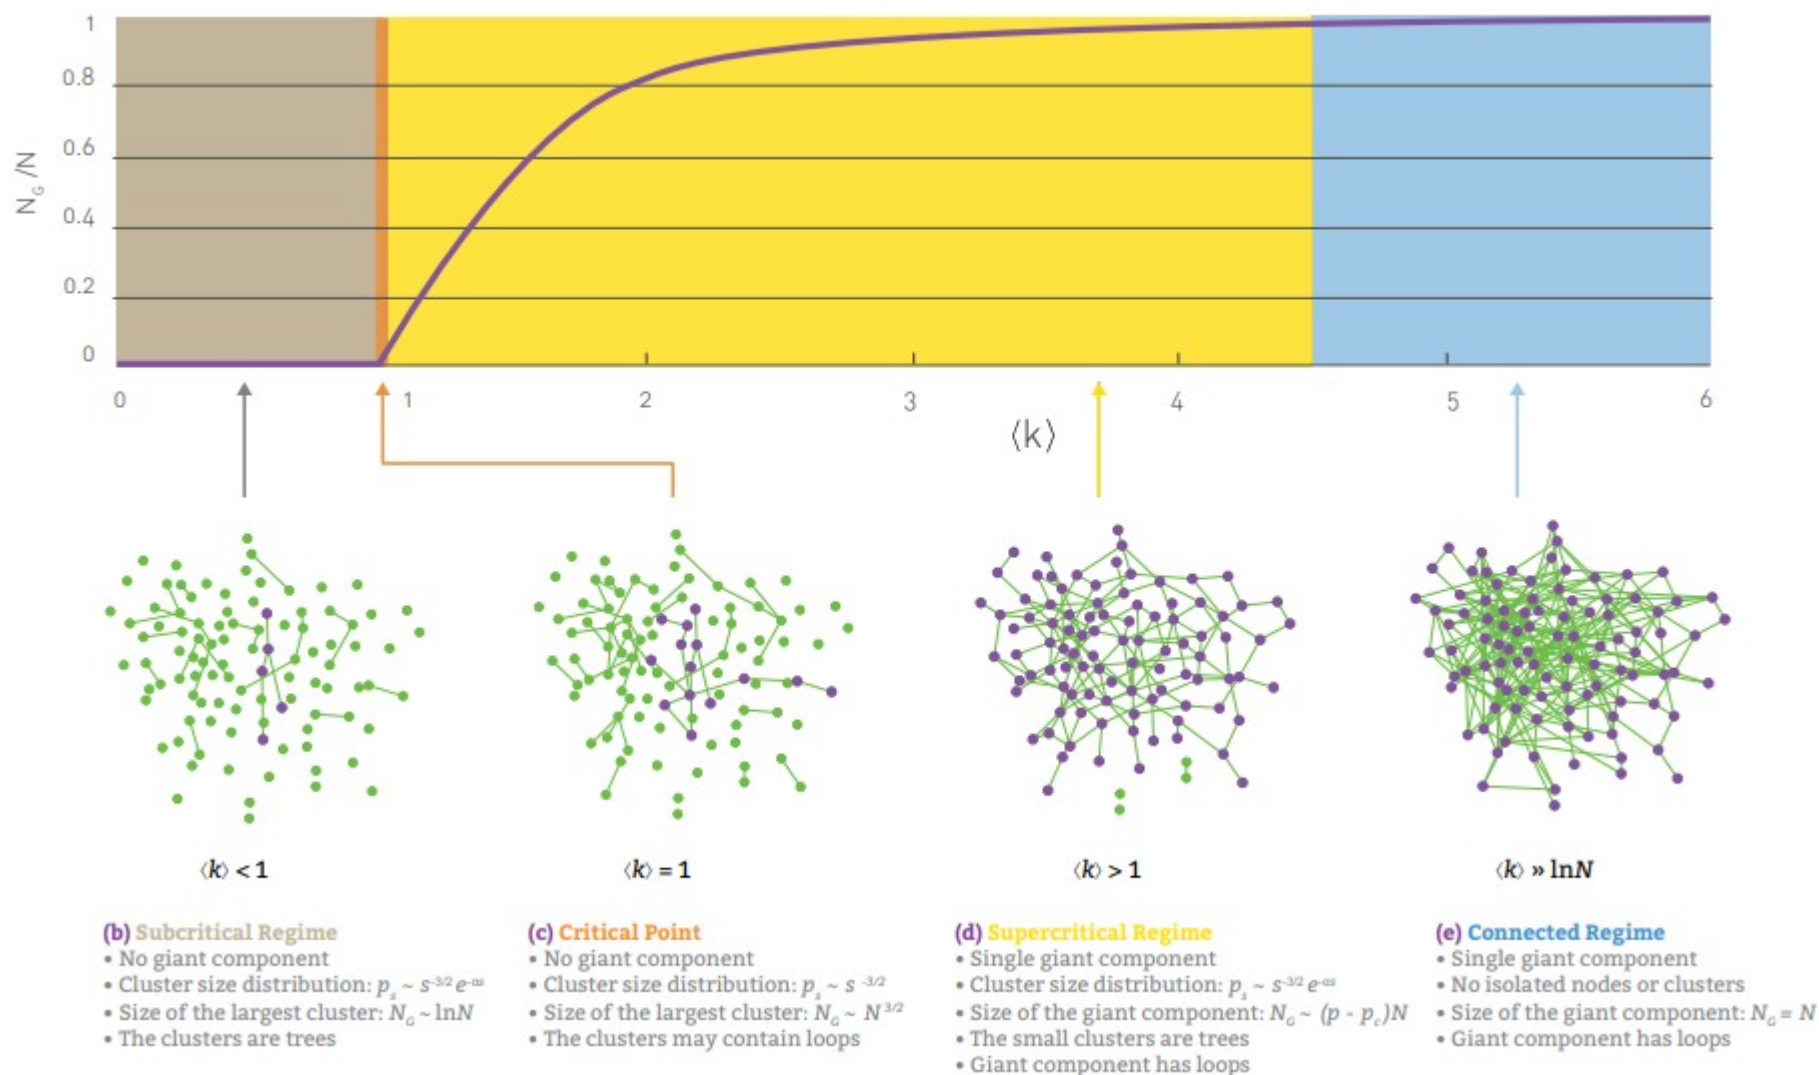 1
0.8
0.6
N_G /N
0.4
0.2
0
0 1 2 3 4 5 6
⟨k⟩
⟨k⟩ < 1
⟨k⟩ = 1
⟨k⟩ > 1
⟨k⟩ » lnN
(b) Subcritical Regime
• No giant component
• Cluster size distribution: p_s ~ s^-3/2 e^-αs
• Size of the largest cluster: N_G ~ lnN
• The clusters are trees
(c) Critical Point
• No giant component
• Cluster size distribution: p_s ~ s^-3/2
• Size of the largest cluster: N_G ~ N^3/2
• The clusters may contain loops
(d) Supercritical Regime
• Single giant component
• Cluster size distribution: p_s ~ s^-3/2 e^-αs
• Size of the giant component: N_G ~ (p - p_c)N
• The small clusters are trees
• Giant component has loops
(e) Connected Regime
• Single giant component
• No isolated nodes or clusters
• Size of the giant component: N_G = N
• Giant component has loops